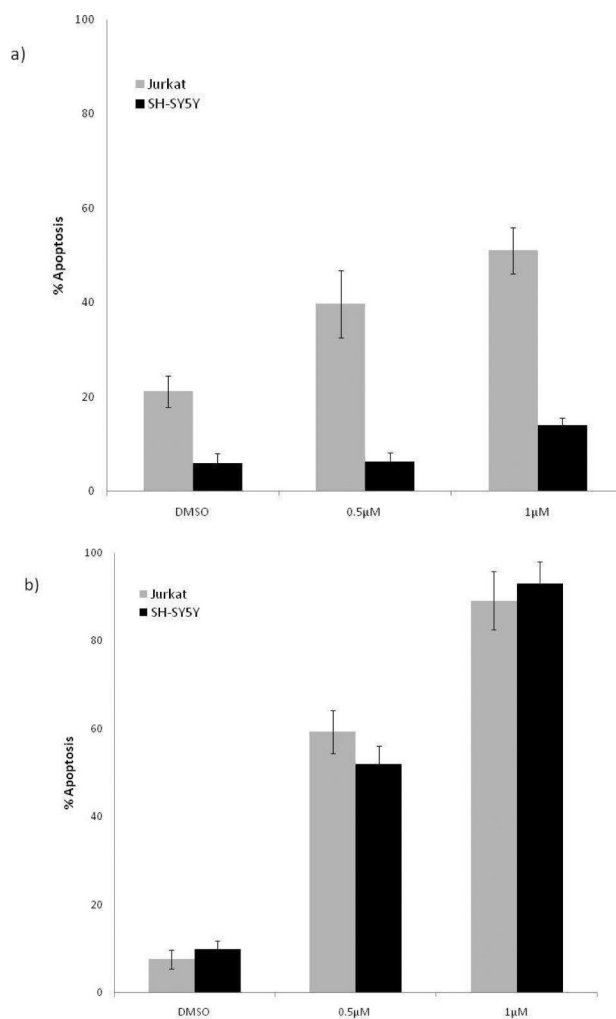 a)
100
80
60
40
20
0
% Apoptosis
Jurkat
SH-SY5Y
DMSO 0.5µM 1µM
b)
100
80
60
40
20
0
% Apoptosis
Jurkat
SH-SY5Y
DMSO 0.5µM 1µM